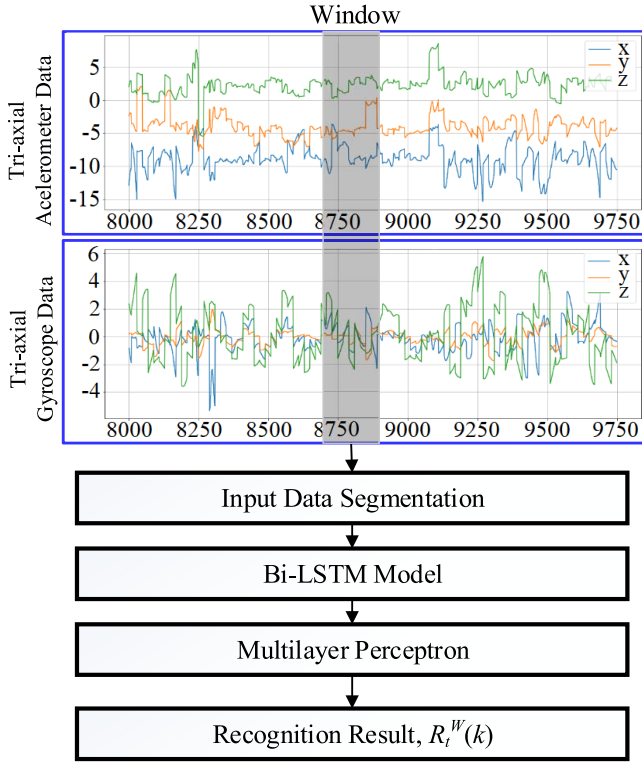 Window
Tri-axial
Acelerometer Data
5
0
-5
-10
-15
x
y
z
8000 8250 8500 8750 9000 9250 9500 9750
Tri-axial
Gyroscope Data
6
4
2
0
-2
-4
x
y
z
8000 8250 8500 8750 9000 9250 9500 9750
Input Data Segmentation
Bi-LSTM Model
Multilayer Perceptron
Recognition Result, R_t^W(k)